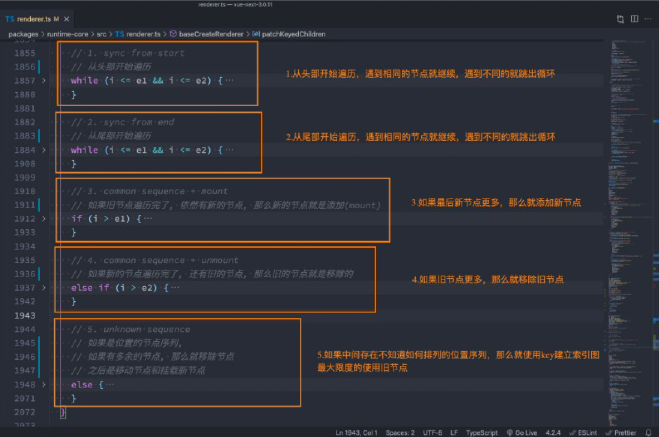 renderer.ts — vue-next-3.0.11
TS renderer.ts M ×
packages > runtime-core > src > TS renderer.ts > baseCreateRenderer > patchKeyedChildren
1855 // 1. sync from start
1856 // 从头部开始遍历
1857 while (i <= e1 && i <= e2) { ···
1.从头部开始遍历，遇到相同的节点就继续，遇到不同的就跳出循环
1880 }
1881
1882 // 2. sync from end
1883 // 从尾部开始遍历
1884 while (i <= e1 && i <= e2) { ···
2.从尾部开始遍历，遇到相同的节点就继续，遇到不同的就跳出循环
1908 }
1909
1910 // 3. common sequence + mount
1911 // 如果旧节点遍历完了, 依然有新的节点, 那么新的节点就是添加(mount)
3.如果最后新节点更多，那么就添加新节点
1912 if (i > e1) { ···
1933 }
1934
1935 // 4. common sequence + unmount
1936 // 如果新的节点遍历完了, 还有旧的节点, 那么旧的节点就是移除的
4.如果旧节点更多，那么就移除旧节点
1937 else if (i > e2) { ···
1942 }
1943
1944 // 5. unknown sequence
1945 // 如果是位置的节点序列,
1946 // 如果有多余的节点, 那么就移除节点
5.如果中间存在不知道如何排列的位置序列，那么就使用key建立索引图
1947 // 之后是移动节点和挂载新节点
最大限度的使用旧节点
1948 else { ···
2071 }
2072 }
Ln 1943, Col 1 Spaces: 2 UTF-8 LF TypeScript Go Live 4.2.4 ESLint Prettier